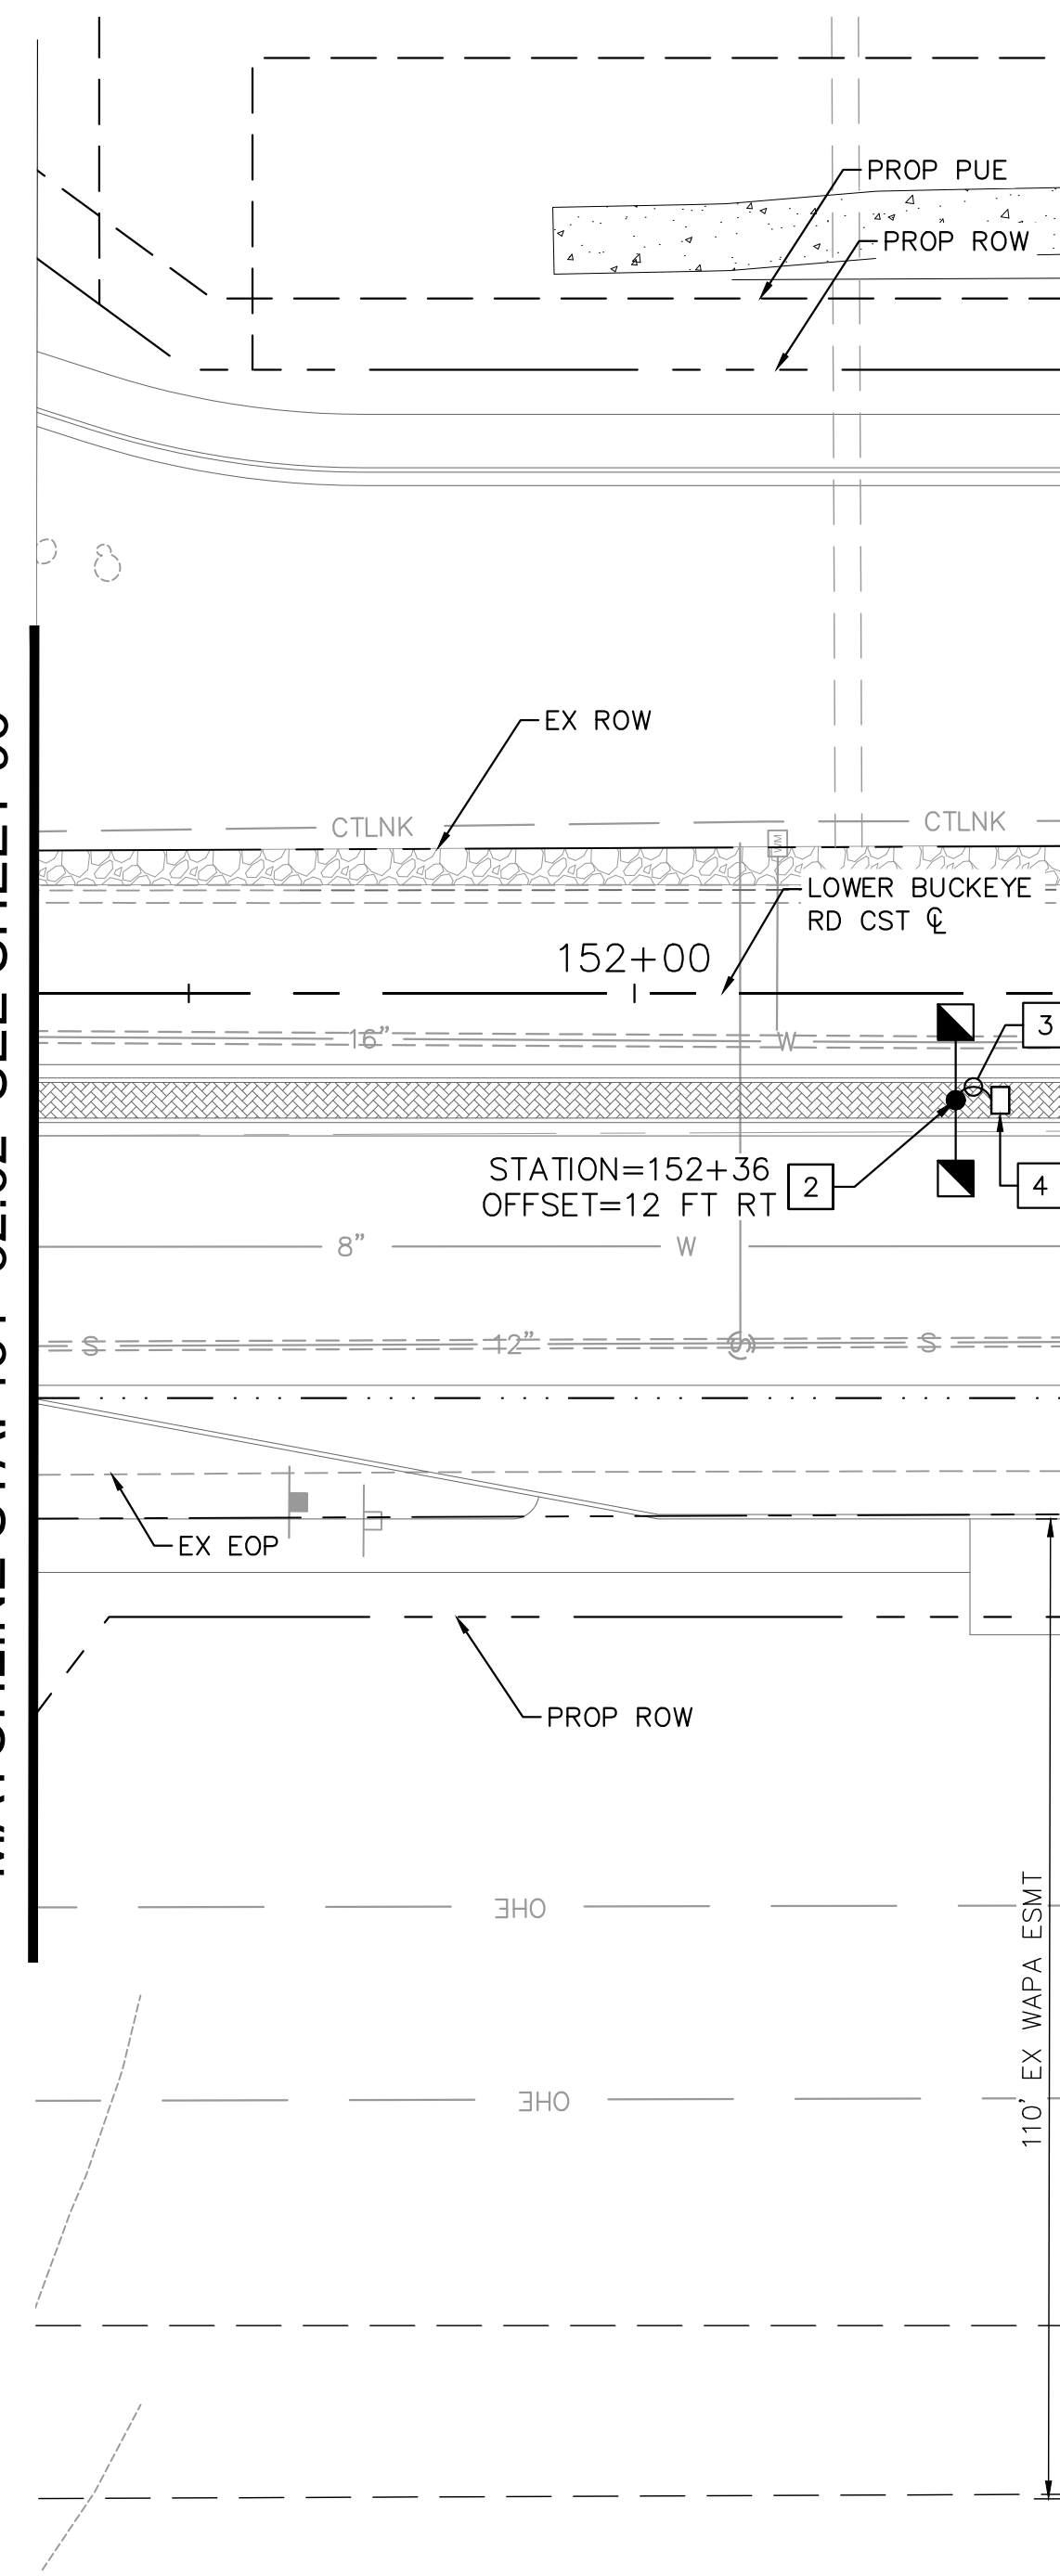 PROP PUE
PROP ROW
EX ROW
CTLNK
CTLNK
WM
LOWER BUCKEYE
RD CST ℄
152+00
16"
W
3
STATION=152+36
OFFSET=12 FT RT
2
4
8"
W
S
12"
(S)
S
EX EOP
PROP ROW
OHE
110' EX WAPA ESMT
OHE